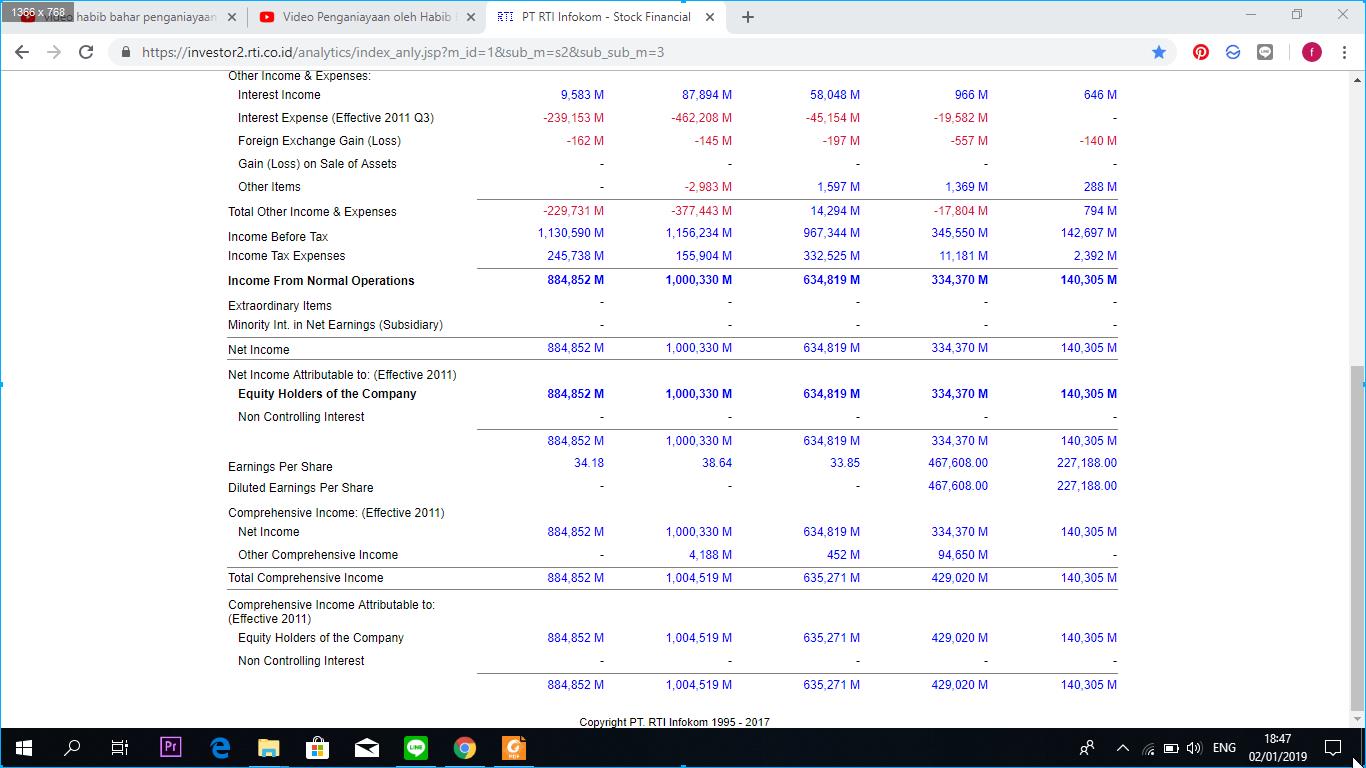 1366 x 768
Video habib bahar penganiayaan
Video Penganiayaan oleh Habib
RTI PT RTI Infokom - Stock Financial
https://investor2.rti.co.id/analytics/index_anly.jsp?m_id=1&sub_m=s2&sub_sub_m=3
f
Other Income & Expenses:
Interest Income 9,583 M 87,894 M 58,048 M 966 M 646 M
Interest Expense (Effective 2011 Q3) -239,153 M -462,208 M -45,154 M -19,582 M -
Foreign Exchange Gain (Loss) -162 M -145 M -197 M -557 M -140 M
Gain (Loss) on Sale of Assets - - - - -
Other Items - -2,983 M 1,597 M 1,369 M 288 M
Total Other Income & Expenses -229,731 M -377,443 M 14,294 M -17,804 M 794 M
Income Before Tax 1,130,590 M 1,156,234 M 967,344 M 345,550 M 142,697 M
Income Tax Expenses 245,738 M 155,904 M 332,525 M 11,181 M 2,392 M
Income From Normal Operations 884,852 M 1,000,330 M 634,819 M 334,370 M 140,305 M
Extraordinary Items - - - - -
Minority Int. in Net Earnings (Subsidiary) - - - - -
Net Income 884,852 M 1,000,330 M 634,819 M 334,370 M 140,305 M
Net Income Attributable to: (Effective 2011)
Equity Holders of the Company 884,852 M 1,000,330 M 634,819 M 334,370 M 140,305 M
Non Controlling Interest - - - - -
884,852 M 1,000,330 M 634,819 M 334,370 M 140,305 M
Earnings Per Share 34.18 38.64 33.85 467,608.00 227,188.00
Diluted Earnings Per Share - - - 467,608.00 227,188.00
Comprehensive Income: (Effective 2011)
Net Income 884,852 M 1,000,330 M 634,819 M 334,370 M 140,305 M
Other Comprehensive Income - 4,188 M 452 M 94,650 M -
Total Comprehensive Income 884,852 M 1,004,519 M 635,271 M 429,020 M 140,305 M
Comprehensive Income Attributable to:
(Effective 2011)
Equity Holders of the Company 884,852 M 1,004,519 M 635,271 M 429,020 M 140,305 M
Non Controlling Interest - - - - -
884,852 M 1,004,519 M 635,271 M 429,020 M 140,305 M
Copyright PT. RTI Infokom 1995 - 2017
Pr
LINE
PDF
ENG
18:47
02/01/2019